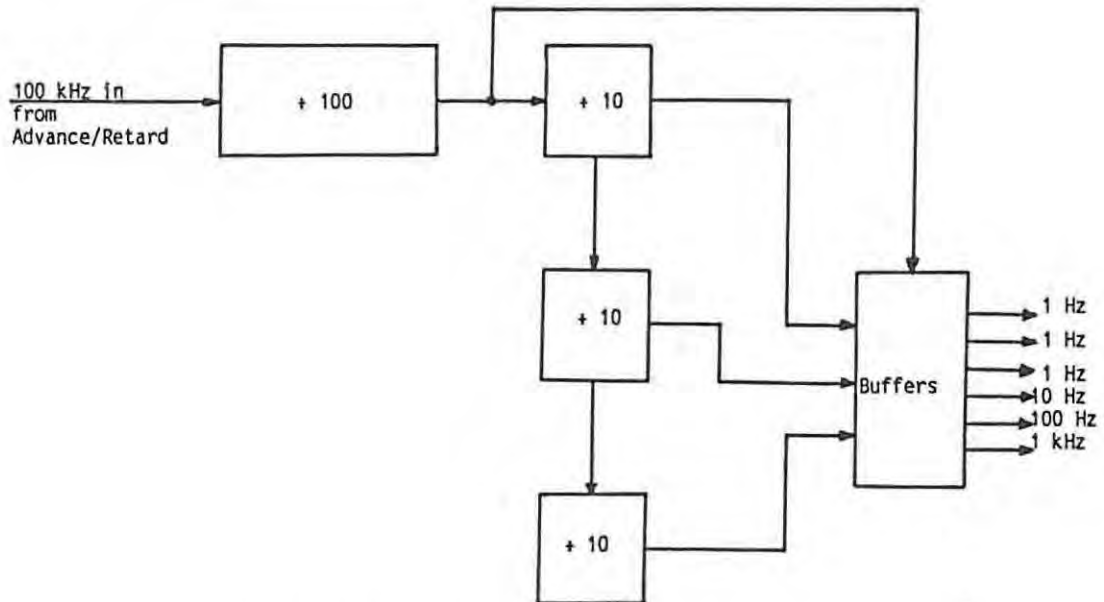 100 kHz in
from
Advance/Retard
÷ 100
÷ 10
÷ 10
÷ 10
Buffers
1 Hz
1 Hz
1 Hz
10 Hz
100 Hz
1 kHz